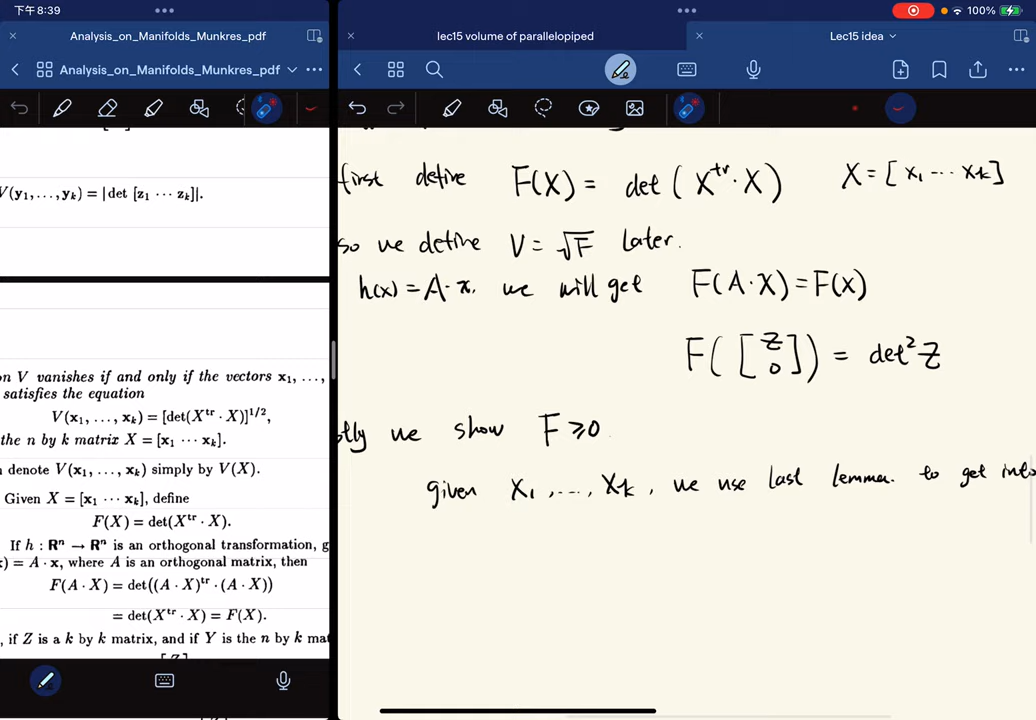 下午8:39
100%
Analysis_on_Manifolds_Munkres_pdf
Analysis_on_Manifolds_Munkres_pdf
V(y₁,...,yₖ) = |det [z₁ ··· zₖ]|.
on V vanishes if and only if the vectors x₁, ...,
satisfies the equation
V(x₁,...,xₖ) = [det(Xᵗʳ · X)]^{1/2},
the n by k matrix X = [x₁ ··· xₖ].
denote V(x₁,...,xₖ) simply by V(X).
Given X = [x₁ ··· xₖ], define
F(X) = det(Xᵗʳ · X).
If h : Rⁿ → Rⁿ is an orthogonal transformation, g
) = A · x, where A is an orthogonal matrix, then
F(A · X) = det((A · X)ᵗʳ · (A · X))
= det(Xᵗʳ · X) = F(X).
, if Z is a k by k matrix, and if Y is the n by k ma
lec15 volume of parallelopiped
Lec15 idea
first define F(X) = det(Xᵗʳ · X) X = [x₁ ··· xₖ]
so we define V = √F later.
h(x) = A · x. we will get F(A · X) = F(x)
F([Z 0]) = det² Z
tly we show F ≥ 0
given x₁, ..., xₖ, we use last lemma. to get into